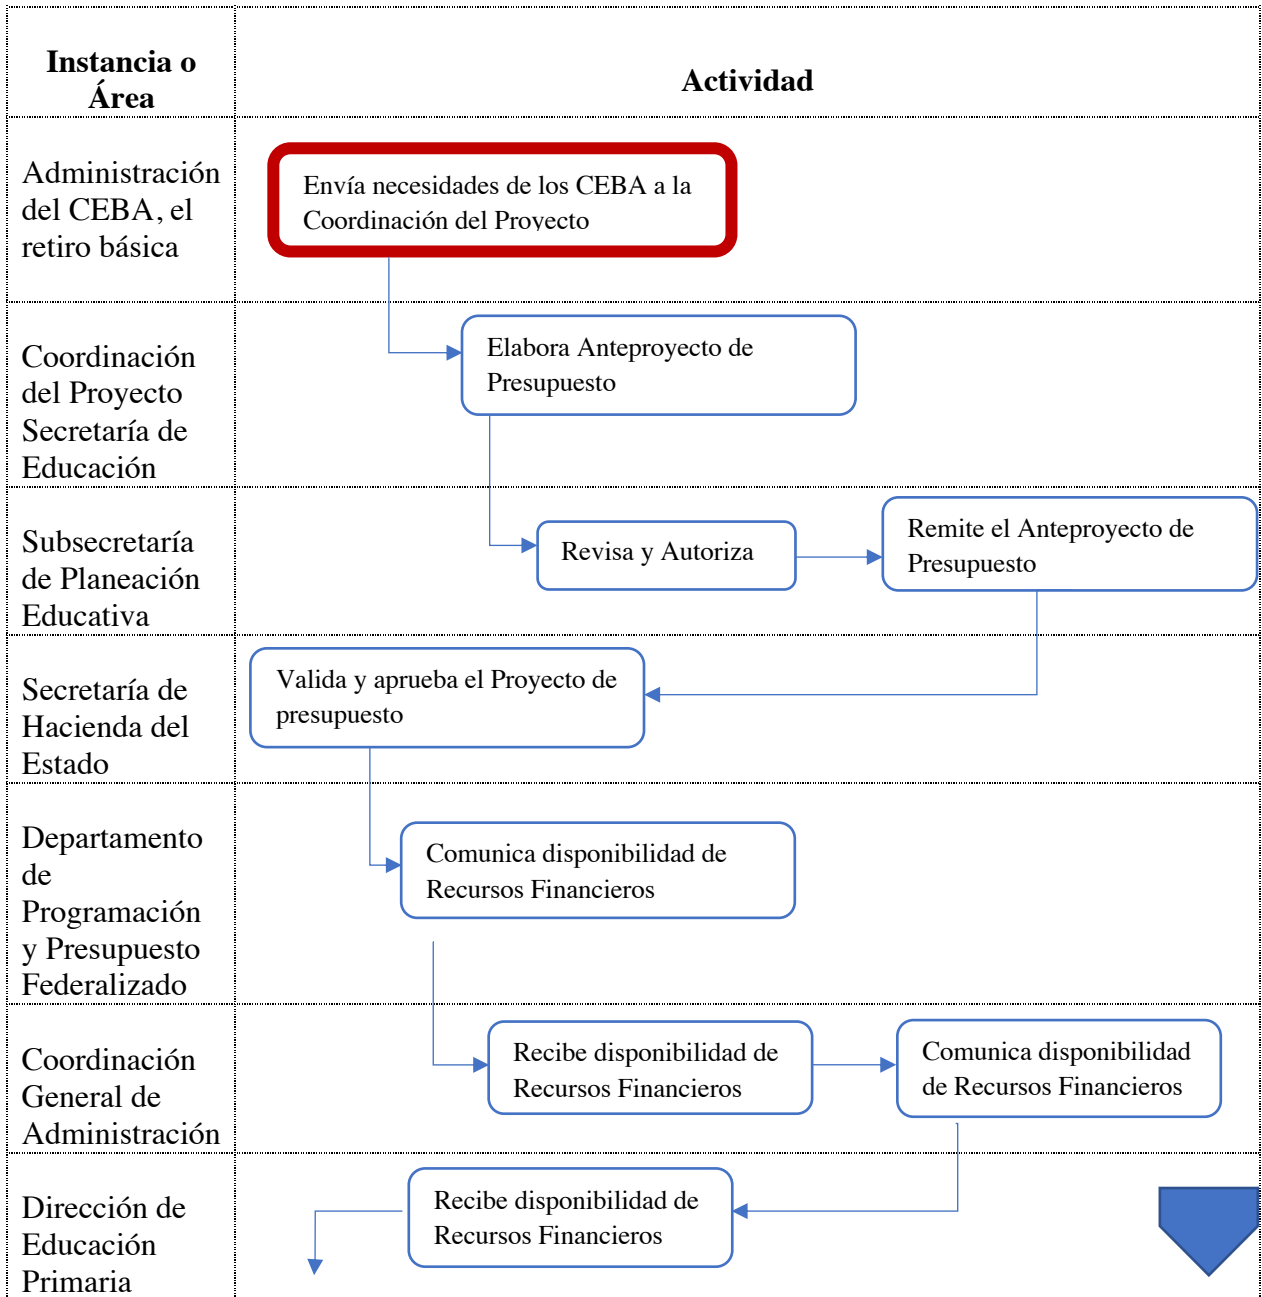 Instancia o
Área
Actividad
Administración
del CEBA, el
retiro básica
Envía necesidades de los CEBA a la
Coordinación del Proyecto
Coordinación
del Proyecto
Secretaría de
Educación
Elabora Anteproyecto de
Presupuesto
Subsecretaría
de Planeación
Educativa
Revisa y Autoriza
Remite el Anteproyecto de
Presupuesto
Secretaría de
Hacienda del
Estado
Valida y aprueba el Proyecto de
presupuesto
Departamento
de
Programación
y Presupuesto
Federalizado
Comunica disponibilidad de
Recursos Financieros
Coordinación
General de
Administración
Recibe disponibilidad de
Recursos Financieros
Comunica disponibilidad
de Recursos Financieros
Dirección de
Educación
Primaria
Recibe disponibilidad de
Recursos Financieros